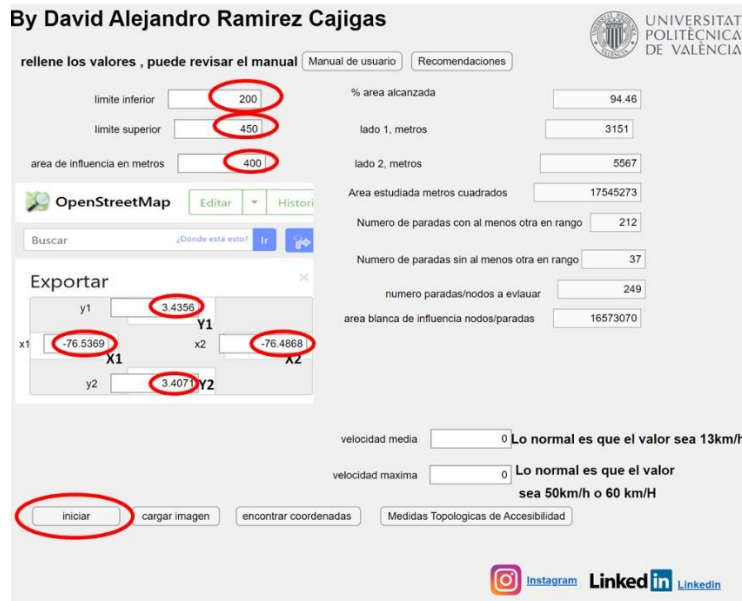 By David Alejandro Ramirez Cajigas
UNIVERSITAT
POLITÈCNICA
DE VALÈNCIA
rellene los valores , puede revisar el manual Manual de usuario Recomendaciones
limite inferior 200
limite superior 450
area de influencia en metros 400
OpenStreetMap Editar Histori
Buscar ¿Dónde está esto? Ir
Exportar
y1 3.4356
Y1
x1 -76.5369 x2 -76.4868
X1 X2
y2 3.4071 Y2
% area alcanzada 94.46
lado 1, metros 3151
lado 2, metros 5567
Area estudiada metros cuadrados 17545273
Numero de paradas con al menos otra en rango 212
Numero de paradas sin al menos otra en rango 37
numero paradas/nodos a evlauar 249
area blanca de influencia nodos/paradas 16573070
velocidad media 0 Lo normal es que el valor sea 13km/h
velocidad maxima 0 Lo normal es que el valor
sea 50km/h o 60 km/H
iniciar cargar imagen encontrar coordenadas Medidas Topologicas de Accesibilidad
Instagram Linked in Linkedin